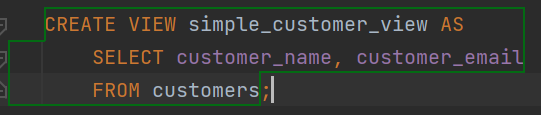 CREATE VIEW simple_customer_view AS
SELECT customer_name, customer_email
FROM customers;